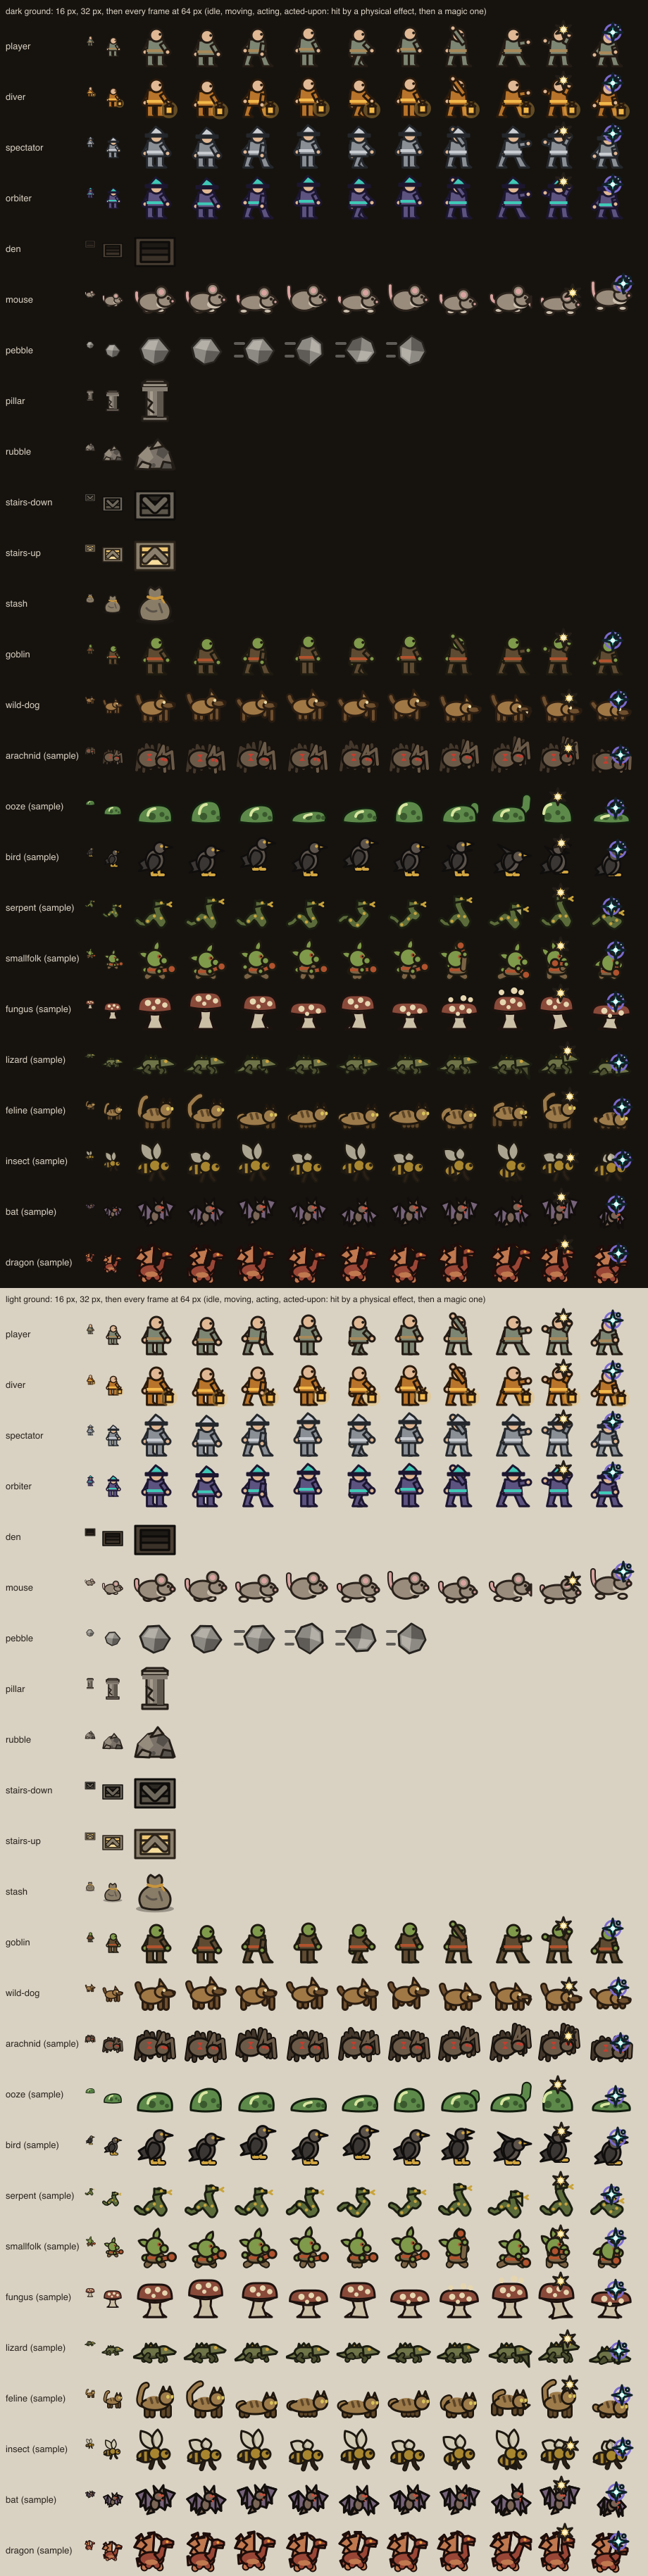 dark ground: 16 px, 32 px, then every frame at 64 px (idle, moving, acted-upon: hit by a physical effect, then a magic one)
player
diver
spectator
orbiter
den
mouse
pebble
pillar
rubble
stairs-down
stairs-up
stash
goblin
wild-dog
arachnid (sample)
ooze (sample)
bird (sample)
serpent (sample)
smallfolk (sample)
fungus (sample)
lizard (sample)
feline (sample)
insect (sample)
bat (sample)
dragon (sample)
light ground: 16 px, 32 px, then every frame at 64 px (idle, moving, acting, acted-upon: hit by a physical effect, then a magic one)
player
diver
spectator
orbiter
den
mouse
pebble
pillar
rubble
stairs-down
stairs-up
stash
goblin
wild-dog
arachnid (sample)
ooze (sample)
bird (sample)
serpent (sample)
smallfolk (sample)
fungus (sample)
lizard (sample)
feline (sample)
insect (sample)
bat (sample)
dragon (sample)